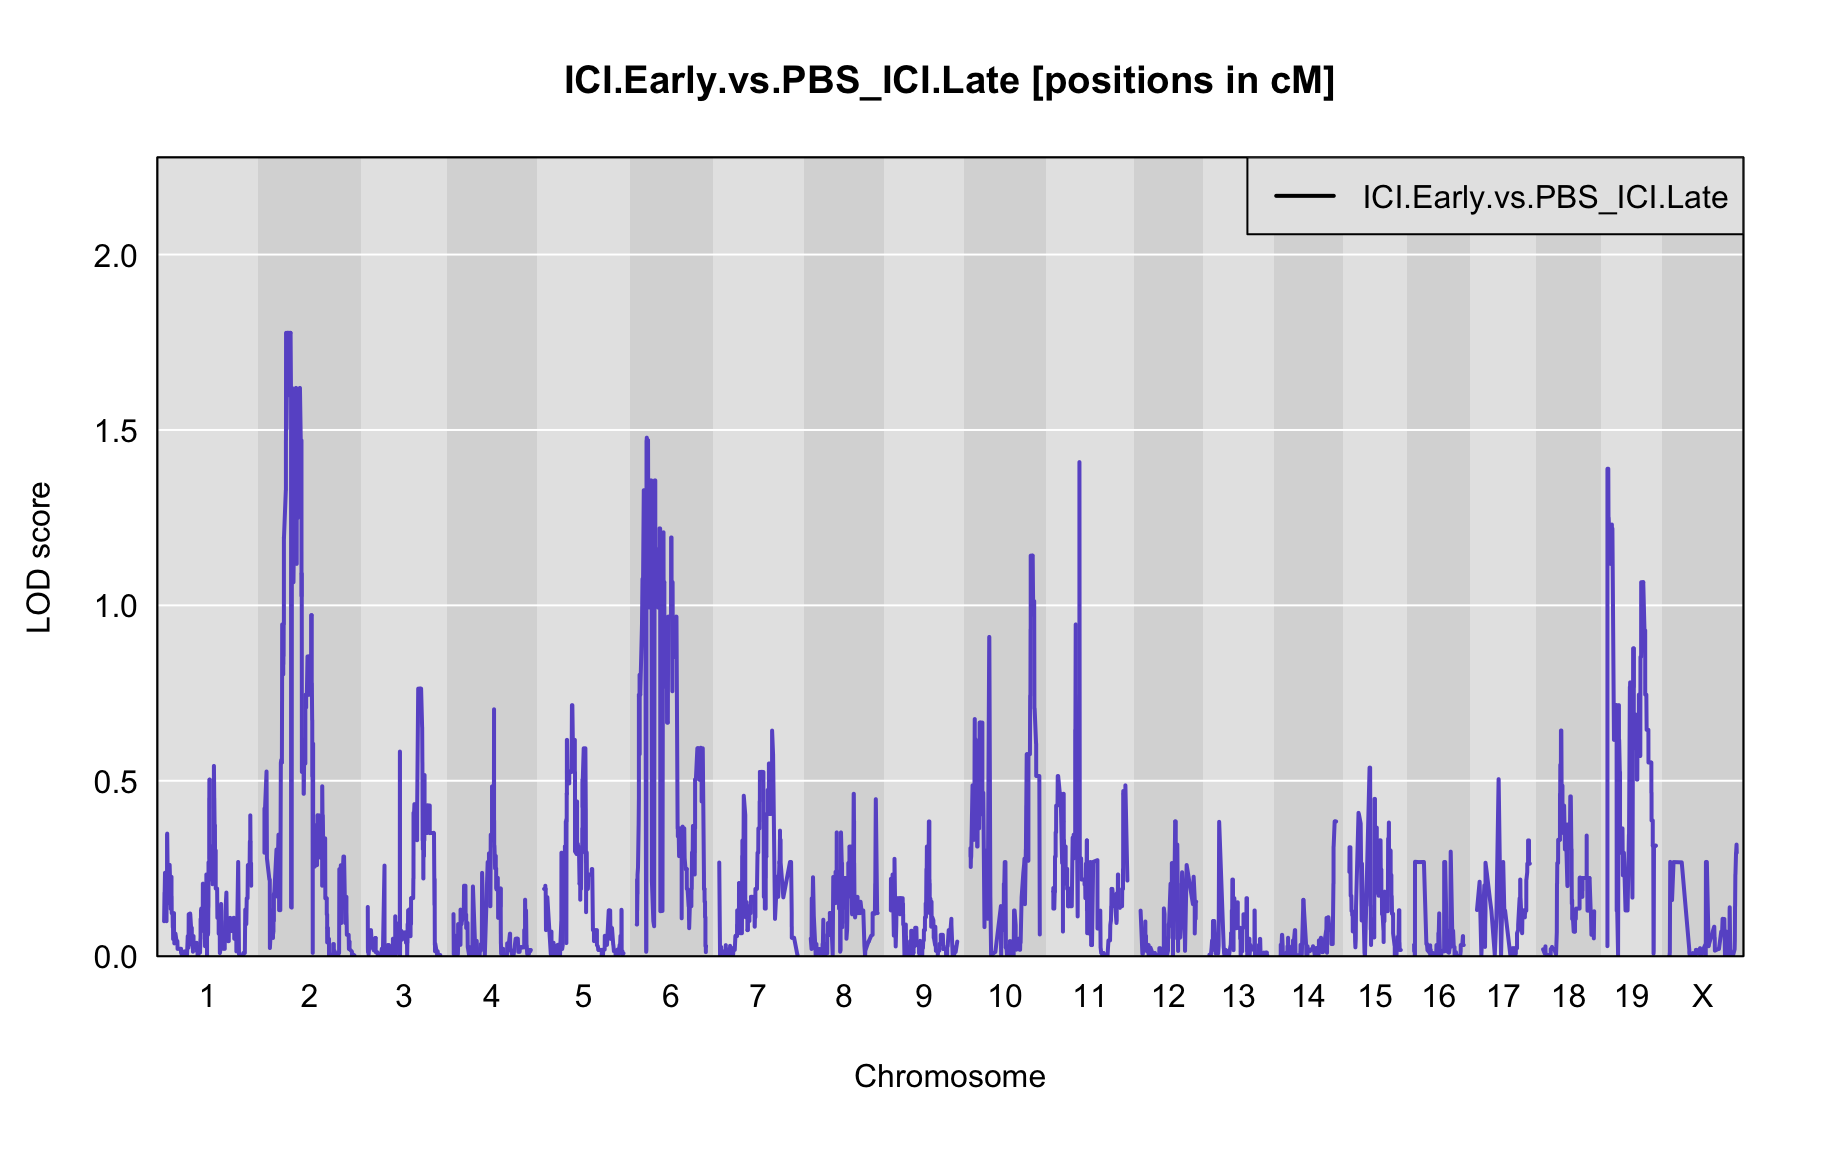 ICI.Early.vs.PBS_ICI.Late [positions in cM]
ICI.Early.vs.PBS_ICI.Late
2.0
1.5
1.0
0.5
0.0
LOD score
1 2 3 4 5 6 7 8 9 10 11 12 13 14 15 16 17 18 19 X
Chromosome